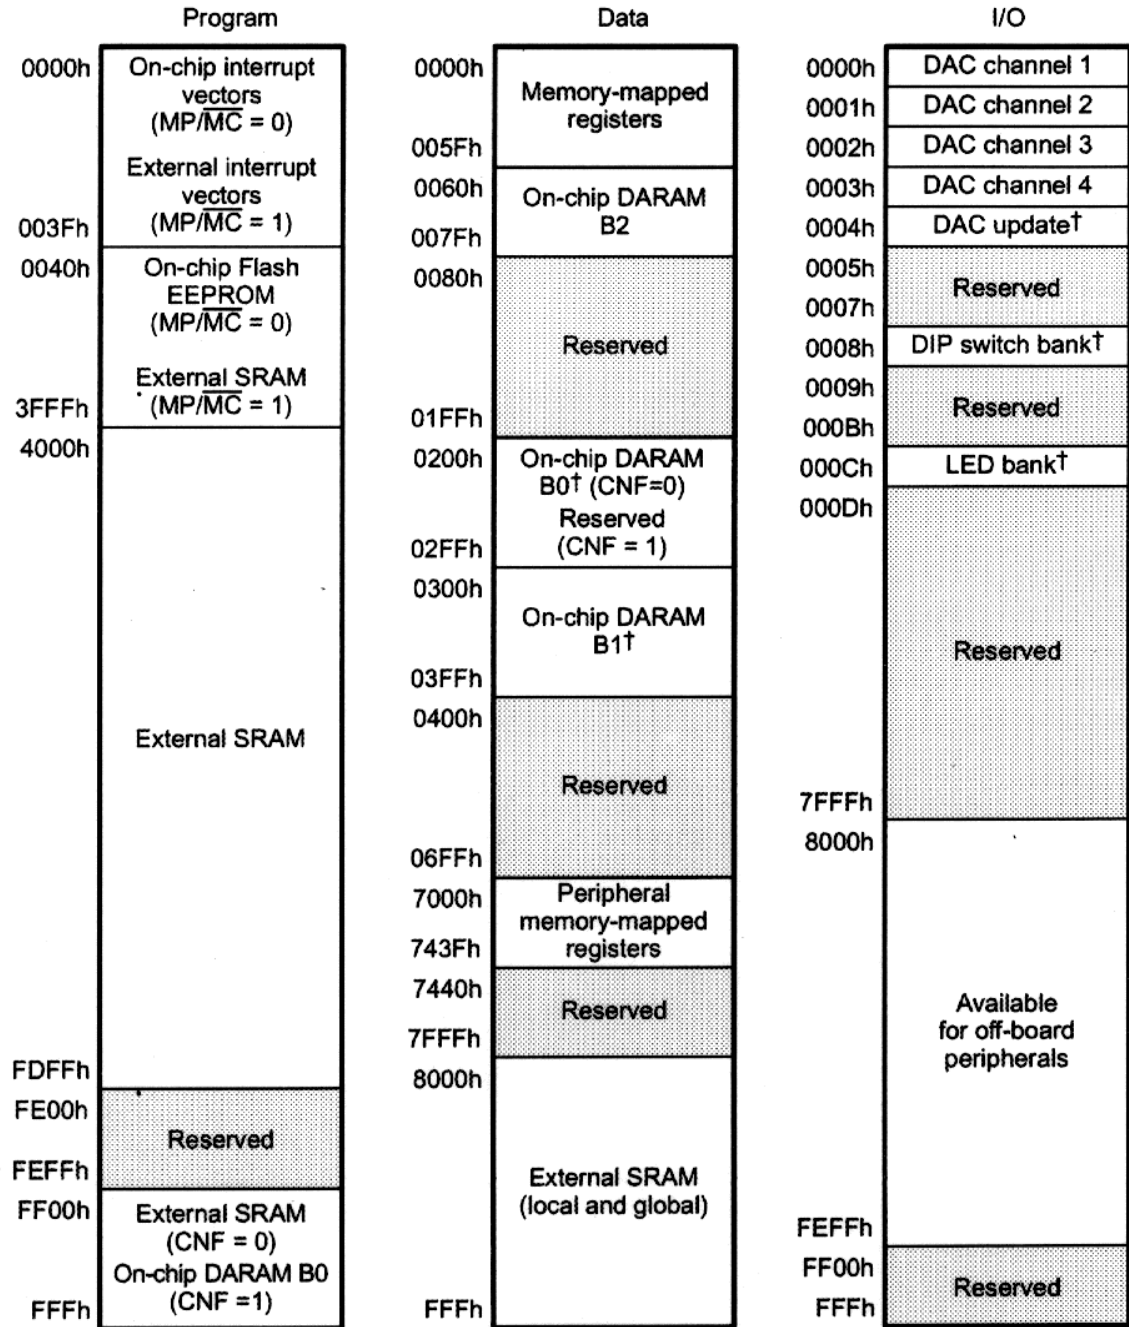 Program
0000h
On-chip interrupt
vectors
(MP/MC = 0)
External interrupt
vectors
(MP/MC = 1)
003Fh
0040h
On-chip Flash
EEPROM
(MP/MC = 0)
External SRAM
(MP/MC = 1)
3FFFh
4000h
External SRAM
FDFFh
FE00h
Reserved
FEFFh
FF00h
External SRAM
(CNF = 0)
On-chip DARAM B0
(CNF =1)
FFFh
Data
0000h
Memory-mapped
registers
005Fh
0060h
On-chip DARAM
B2
007Fh
0080h
Reserved
01FFh
0200h
On-chip DARAM
B0† (CNF=0)
Reserved
(CNF = 1)
02FFh
0300h
On-chip DARAM
B1†
03FFh
0400h
Reserved
06FFh
7000h
Peripheral
memory-mapped
registers
743Fh
7440h
Reserved
7FFFh
8000h
External SRAM
(local and global)
FFFh
I/O
0000h DAC channel 1
0001h DAC channel 2
0002h DAC channel 3
0003h DAC channel 4
0004h DAC update†
0005h
Reserved
0007h
0008h DIP switch bank†
0009h
Reserved
000Bh
000Ch LED bank†
000Dh
Reserved
7FFFh
8000h
Available
for off-board
peripherals
FEFFh
FF00h
Reserved
FFFh